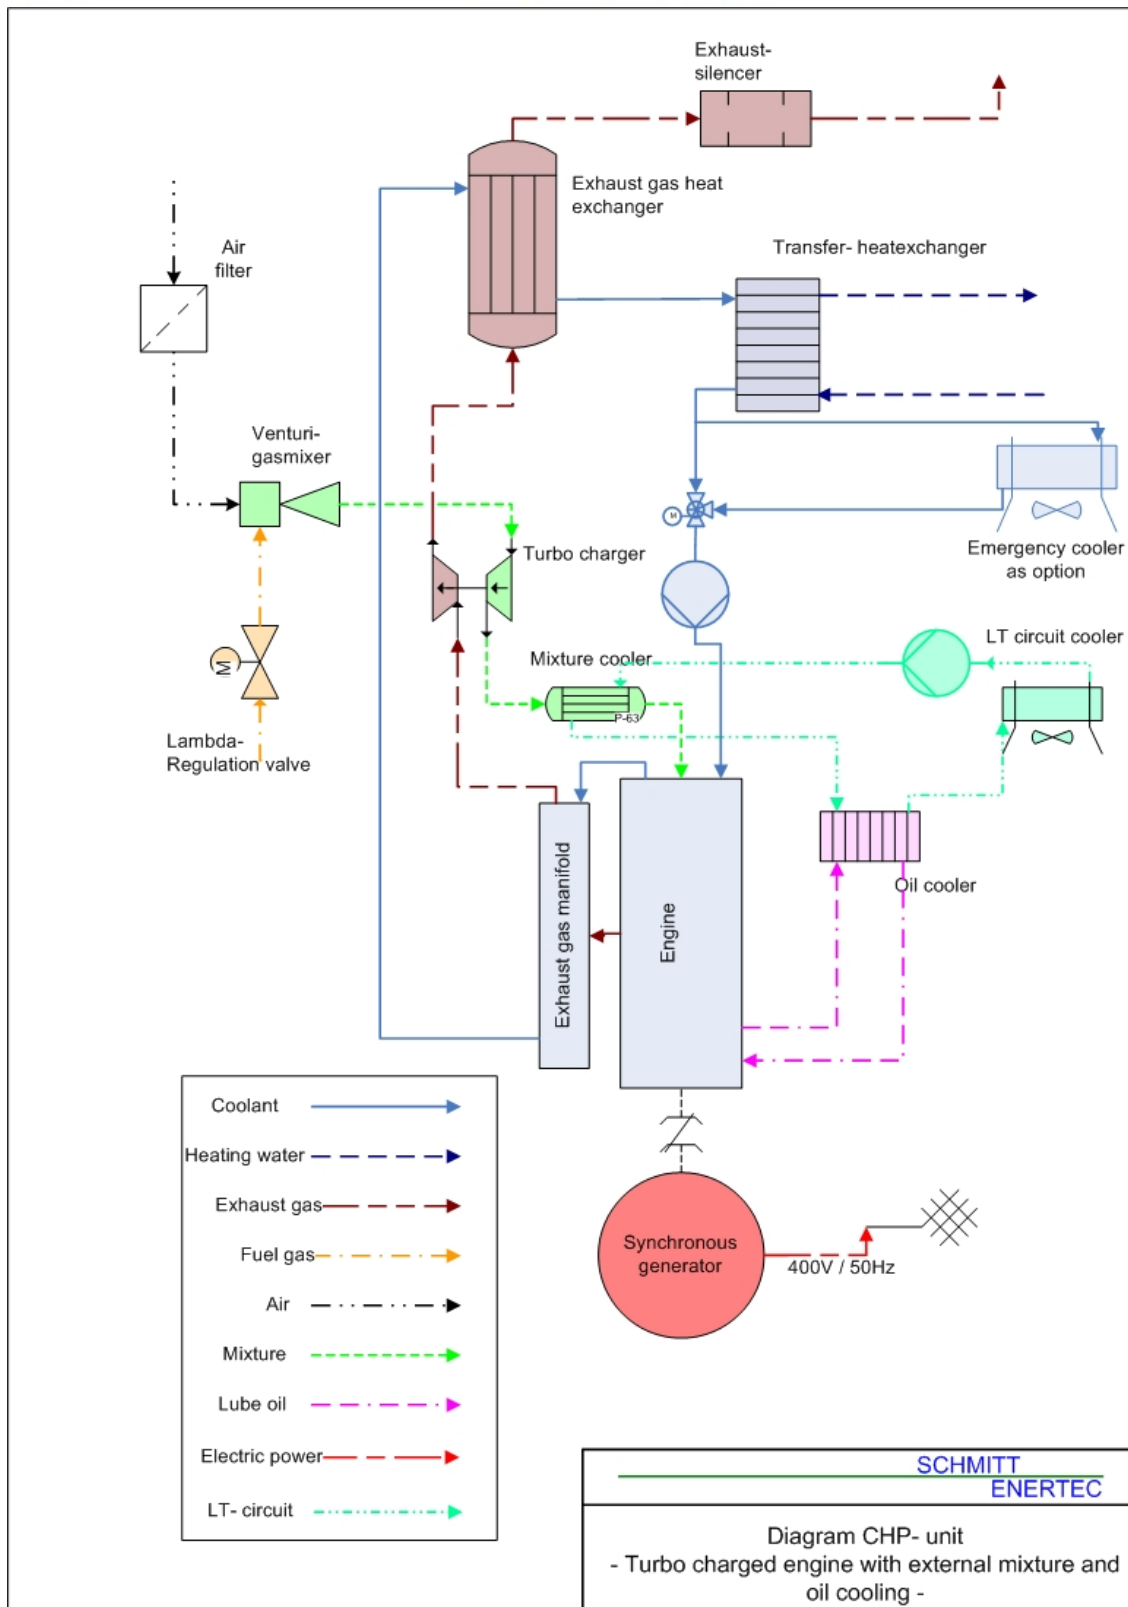 Exhaust-
silencer
Exhaust gas heat
exchanger
Air
filter
Transfer- heatexchanger
Venturi-
gasmixer
Turbo charger
M
Emergency cooler
as option
LT circuit cooler
Mixture cooler
P-63
M
Lambda-
Regulation valve
Oil cooler
Exhaust gas manifold
Engine
Coolant
Heating water
Exhaust gas
Fuel gas
Air
Mixture
Lube oil
Electric power
LT- circuit
Synchronous
generator
400V / 50Hz
SCHMITT
ENERTEC
Diagram CHP- unit
- Turbo charged engine with external mixture and
oil cooling -